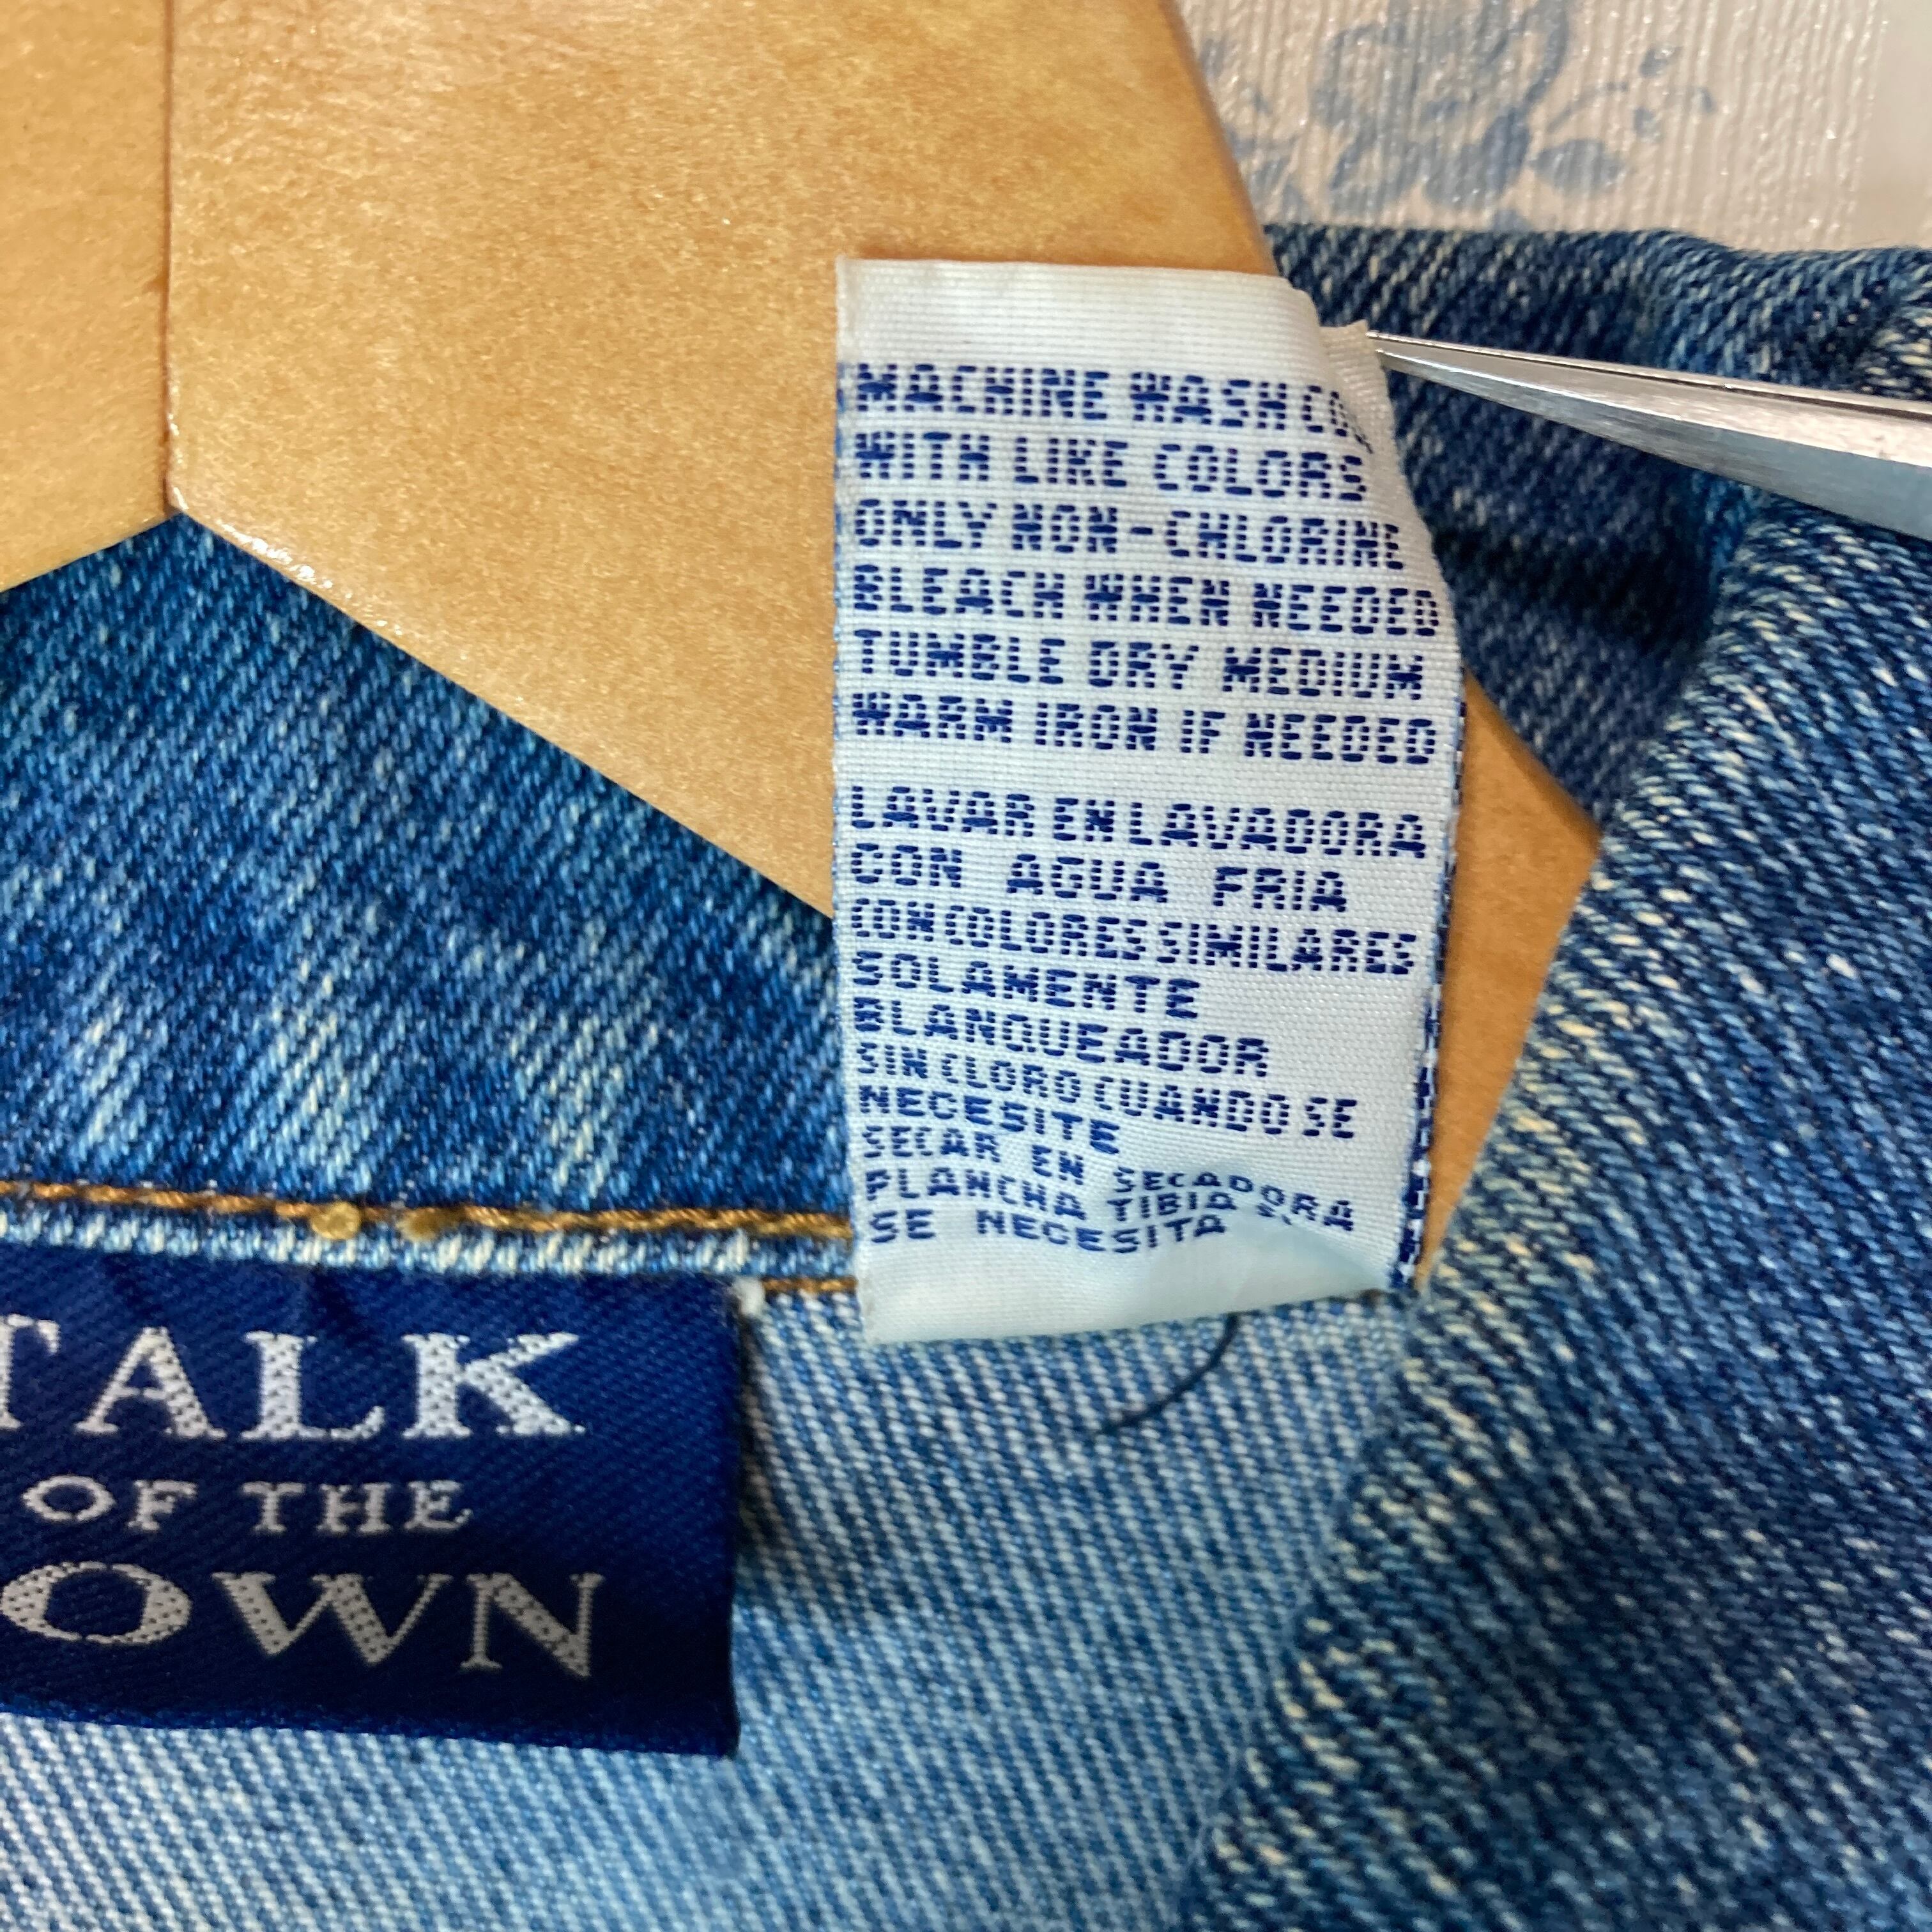 MACHINE WASH
WITH LIKE COLORS
ONLY NON-CHLORINE
BLEACH WHEN NEEDED
TUMBLE DRY MEDIUM
WARM IRON IF NEEDED
LAVAR EN LAVADORA
CON AGUA FRIA
CON COLORES SIMILARES
SOLAMENTE
BLANQUEADOR
SIN CLORO CUANDO SE
NECESITE
SECAR EN SECADORA
PLANCHA TIBIA
SE NECESITA
TALK
OF THE
OWN